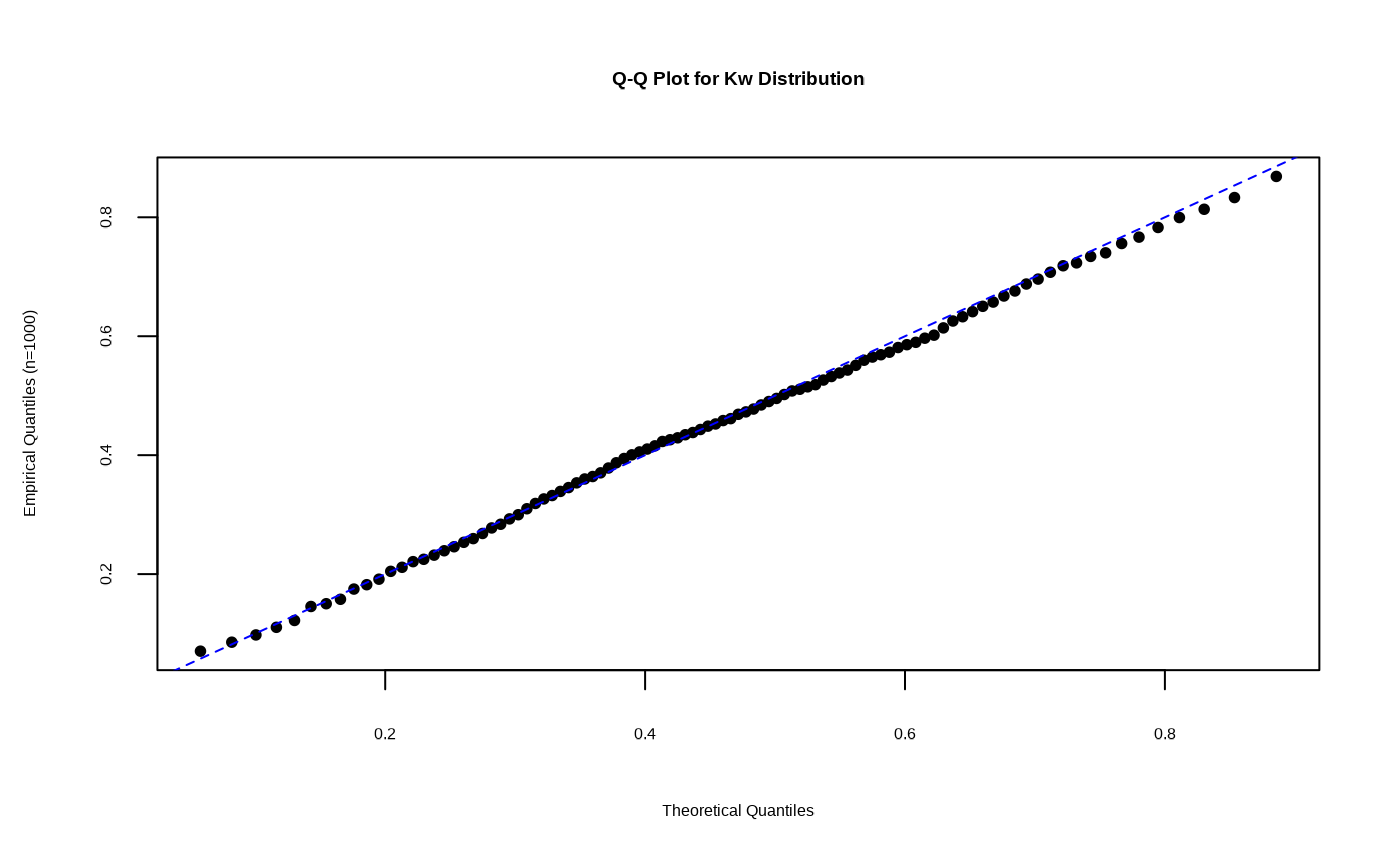 Q-Q Plot for Kw Distribution
Empirical Quantiles (n=1000)
0.8
0.6
0.4
0.2
0.2 0.4 0.6 0.8
Theoretical Quantiles